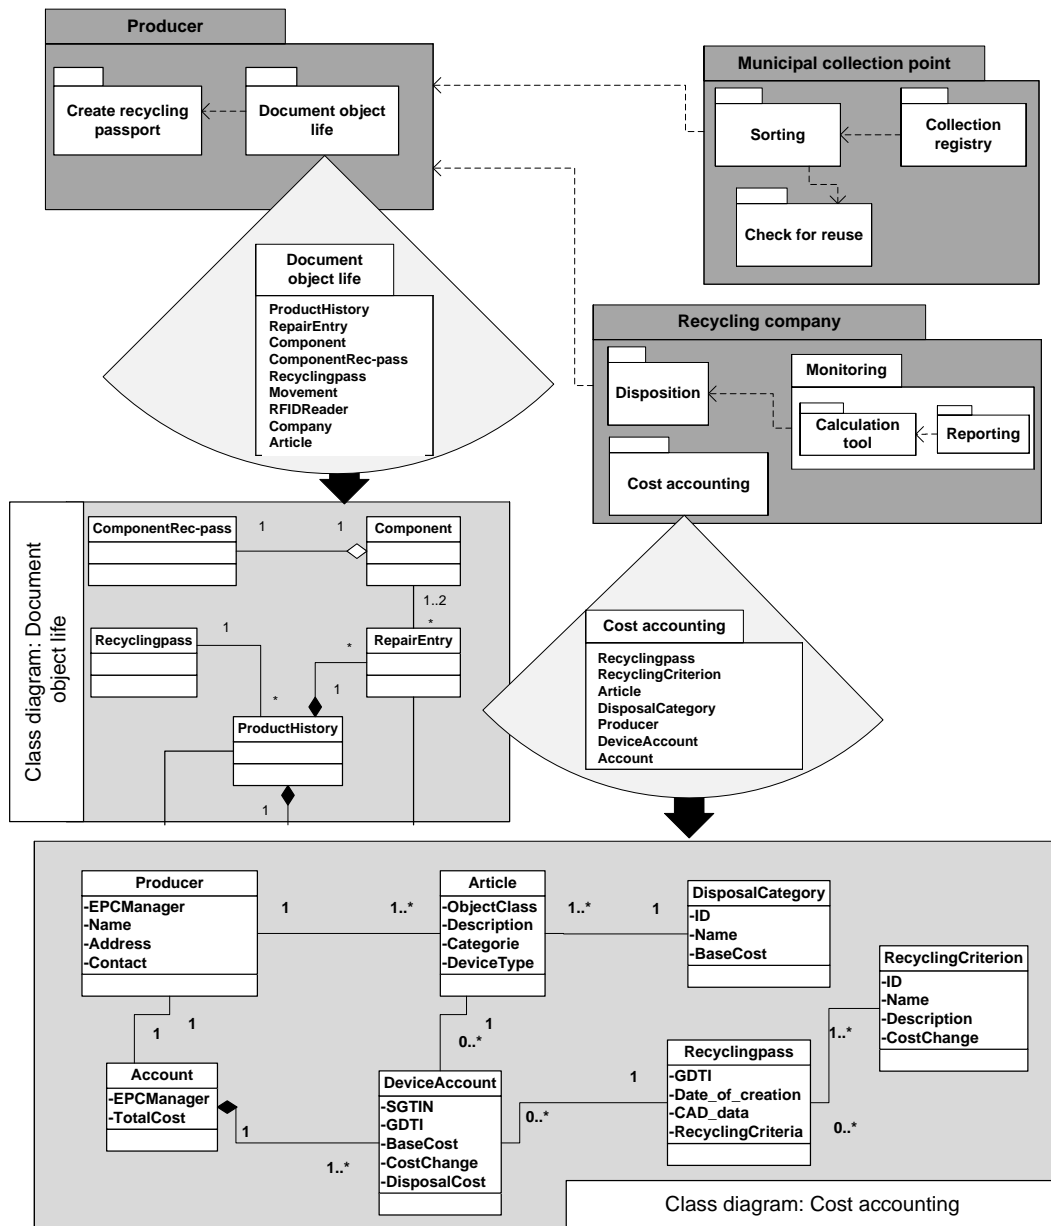 Producer
Create recycling
passport
Document object
life
Municipal collection point
Sorting
Collection
registry
Check for reuse
Document
object life
ProductHistory
RepairEntry
Component
ComponentRec-pass
Recyclingpass
Movement
RFIDReader
Company
Article
Recycling company
Disposition
Monitoring
Calculation
tool
Reporting
Cost accounting
Class diagram: Document
object life
ComponentRec-pass
1
1
Component
1..2
Recyclingpass
1
*
RepairEntry
*
1
*
ProductHistory
1
Cost accounting
Recyclingpass
RecyclingCriterion
Article
DisposalCategory
Producer
DeviceAccount
Account
Producer
-EPCManager
-Name
-Address
-Contact
1
1..*
Article
-ObjectClass
-Description
-Categorie
-DeviceType
1..*
1
DisposalCategory
-ID
-Name
-BaseCost
RecyclingCriterion
-ID
-Name
-Description
-CostChange
1
1
1
0..*
1..*
Account
-EPCManager
-TotalCost
1
1..*
DeviceAccount
-SGTIN
-GDTI
-BaseCost
-CostChange
-DisposalCost
0..*
1
Recyclingpass
-GDTI
-Date_of_creation
-CAD_data
-RecyclingCriteria
0..*
Class diagram: Cost accounting